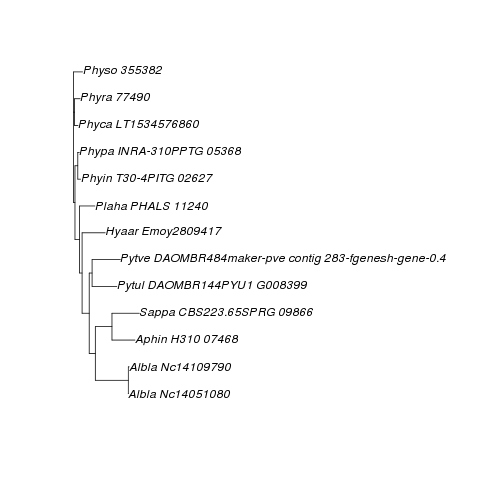 Physo 355382
Phyra 77490
Phyca LT1534576860
Phypa INRA-310PPTG 05368
Phyin T30-4PITG 02627
Plaha PHALS 11240
Hyaar Emoy2809417
Pytve DAOMBR484maker-pve contig 283-fgenesh-gene-0.4
Pytul DAOMBR144PYU1 G008399
Sappa CBS223.65SPRG 09866
Aphin H310 07468
Albla Nc14109790
Albla Nc14051080